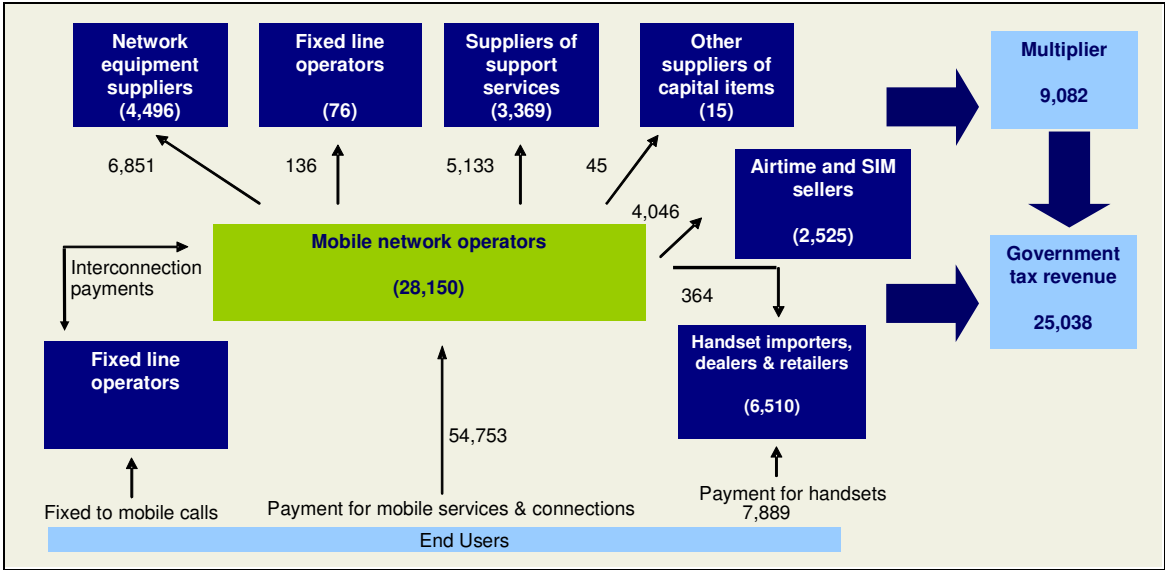 Network
equipment
suppliers
(4,496)
Fixed line
operators
(76)
Suppliers of
support
services
(3,369)
Other
suppliers of
capital items
(15)
Multiplier
9,082
6,851
136
5,133
45
Airtime and SIM
sellers
(2,525)
4,046
Mobile network operators
(28,150)
Interconnection
payments
364
Government
tax revenue
25,038
Fixed line
operators
Handset importers,
dealers & retailers
(6,510)
54,753
Fixed to mobile calls
Payment for mobile services & connections
Payment for handsets
7,889
End Users